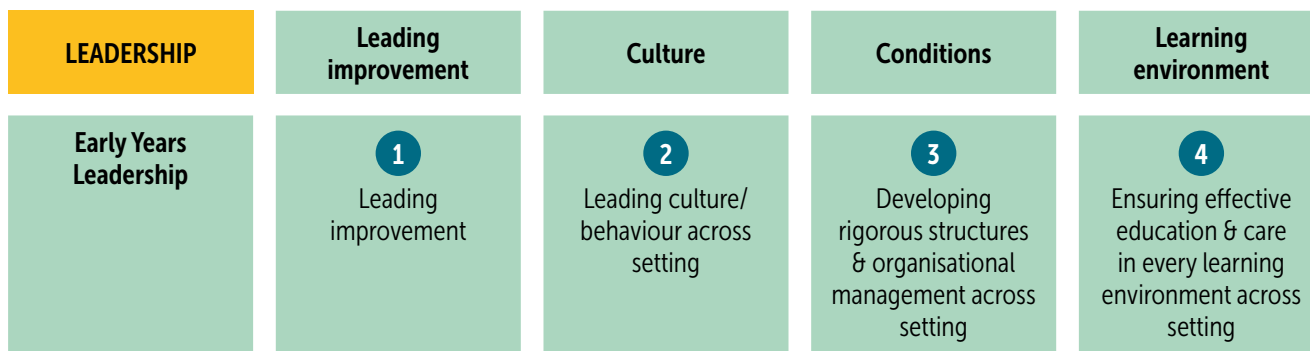 LEADERSHIP
Leading
improvement
Culture
Conditions
Learning
environment
Early Years
Leadership
1
Leading
improvement
2
Leading culture/
behaviour across
setting
3
Developing
rigorous structures
& organisational
management across
setting
4
Ensuring effective
education & care
in every learning
environment across
setting